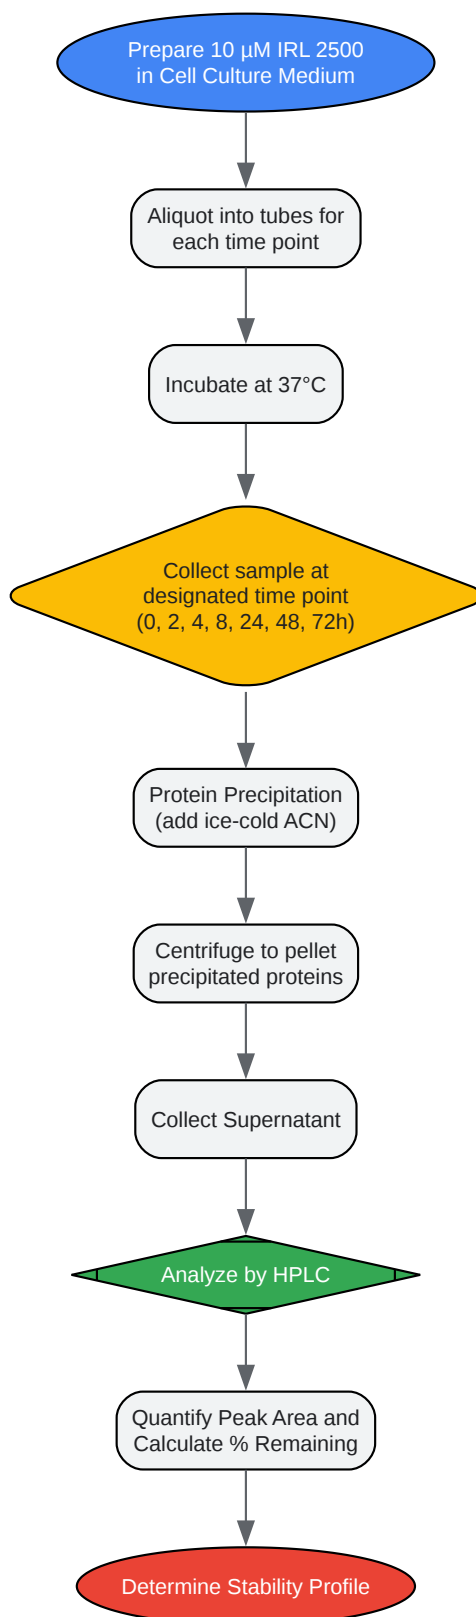 Prepare 10 µM IRL 2500
in Cell Culture Medium
Aliquot into tubes for
each time point
Incubate at 37°C
Collect sample at
designated time point
(0, 2, 4, 8, 24, 48, 72h)
Protein Precipitation
(add ice-cold ACN)
Centrifuge to pellet
precipitated proteins
Collect Supernatant
Analyze by HPLC
Quantify Peak Area and
Calculate % Remaining
Determine Stability Profile